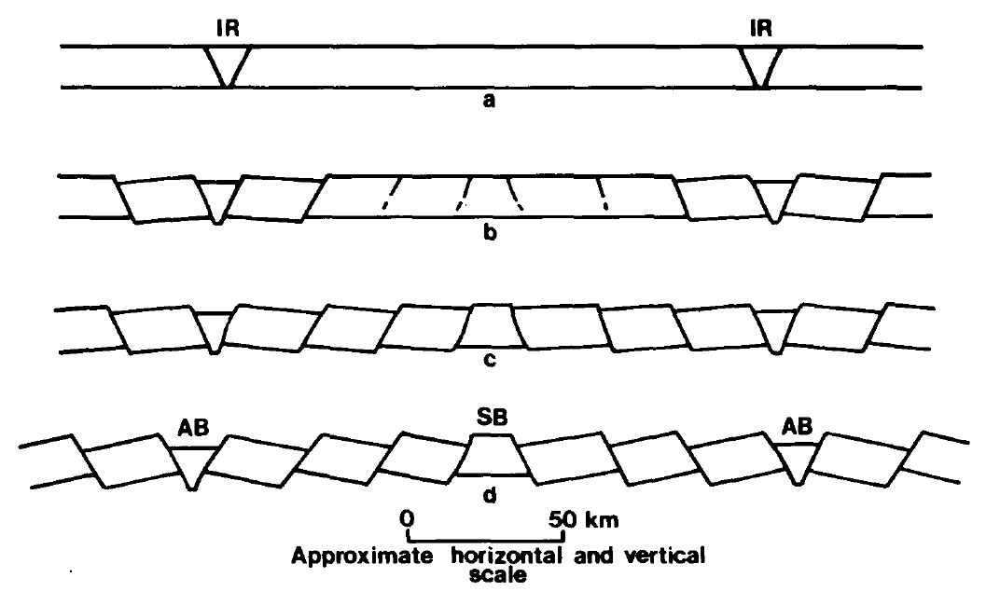 IR IR
a
b
c
AB SB AB
d
0 50 km
Approximate horizontal and vertical
scale